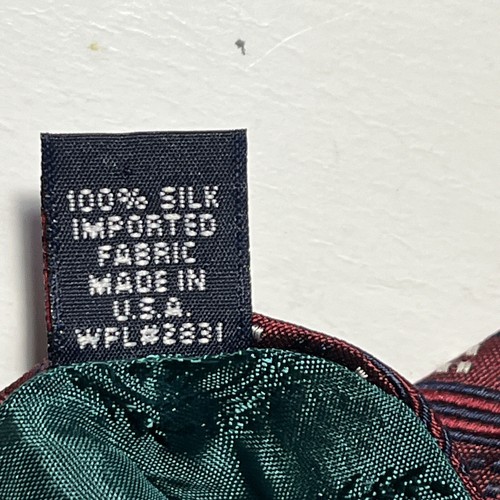 100% SILK
IMPORTED
FABRIC
MADE IN
U.S.A.
WPL#2831